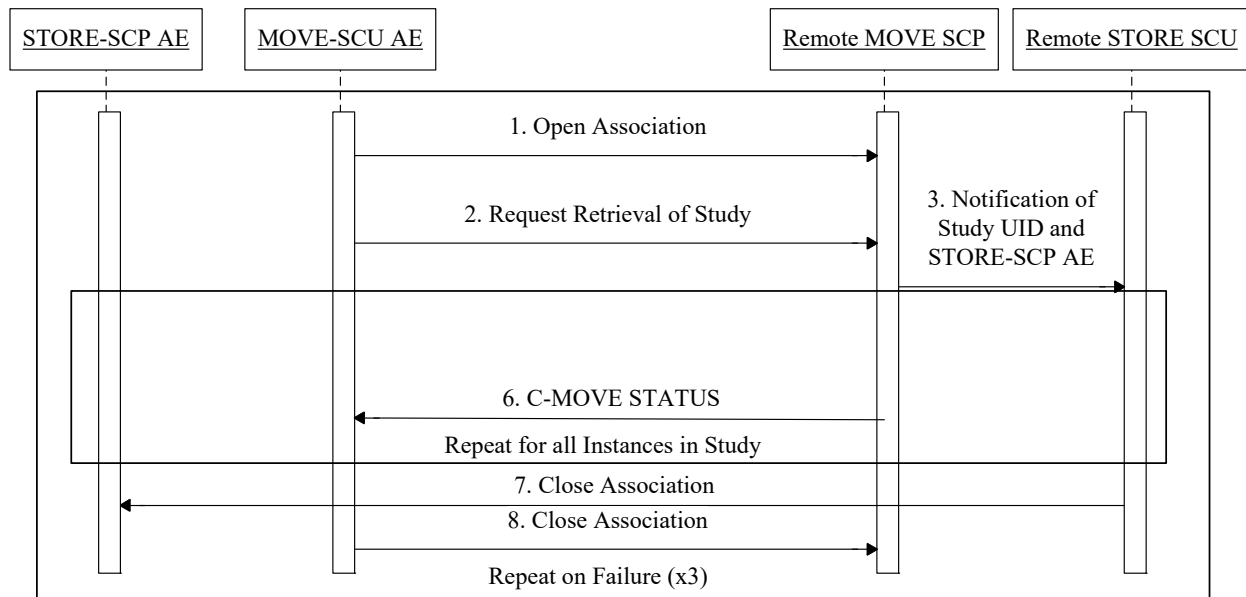 STORE-SCP AE
MOVE-SCU AE
Remote MOVE SCP
Remote STORE SCU
1. Open Association
2. Request Retrieval of Study
3. Notification of
Study UID and
STORE-SCP AE
6. C-MOVE STATUS
Repeat for all Instances in Study
7. Close Association
8. Close Association
Repeat on Failure (x3)